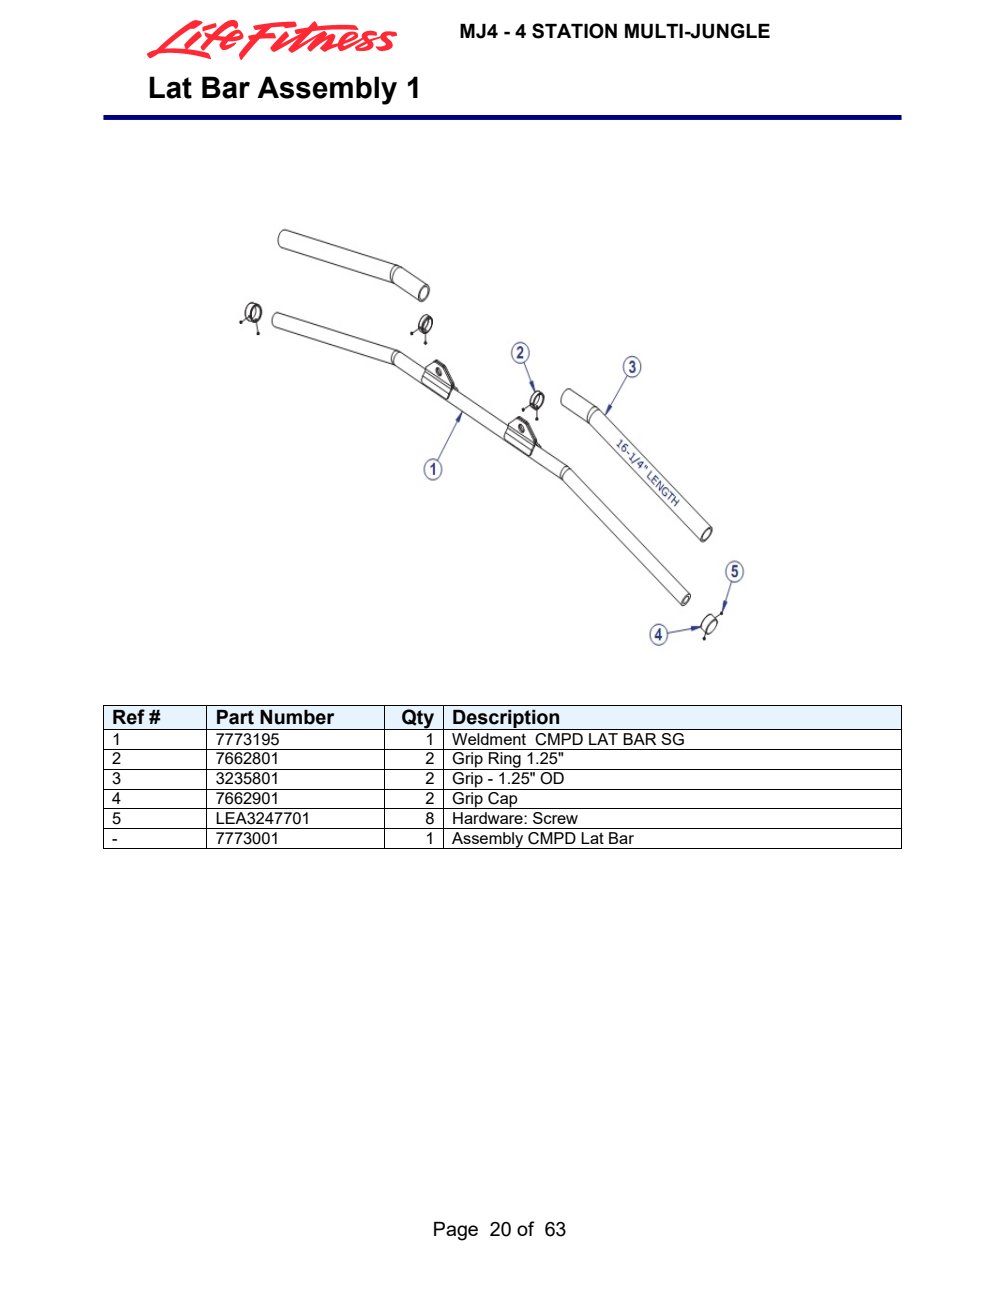 Life Fitness
MJ4 - 4 STATION MULTI-JUNGLE
Lat Bar Assembly 1
2
3
1
16-1/4" LENGTH
5
4
Ref # Part Number Qty Description
1 7773195 1 Weldment  CMPD LAT BAR SG
2 7662801 2 Grip Ring 1.25"
3 3235801 2 Grip - 1.25" OD
4 7662901 2 Grip Cap
5 LEA3247701 8 Hardware: Screw
- 7773001 1 Assembly CMPD Lat Bar
Page  20 of  63